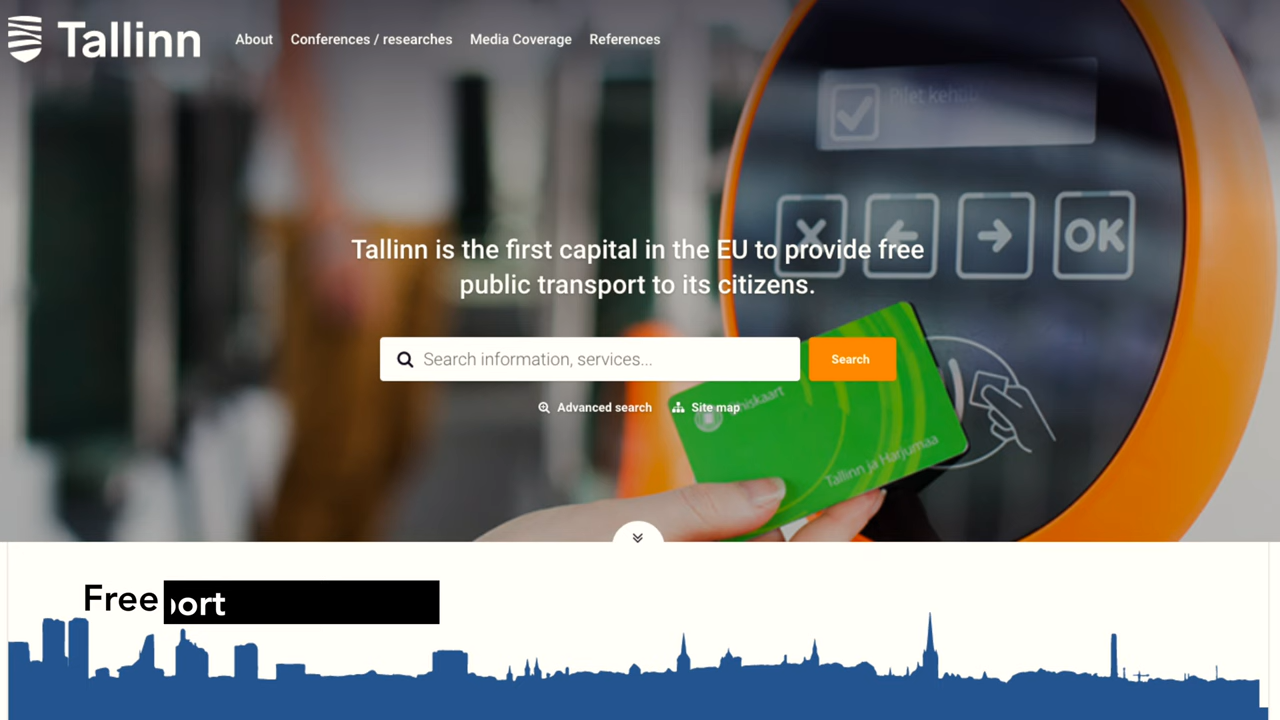 Tallinn
About
Conferences / researches
Media Coverage
References
Pilet kehtib
OK
Tallinn is the first capital in the EU to provide free
public transport to its citizens.
Search information, services...
Search
Advanced search
Site map
Ühiskaart
Tallinn ja Harjumaa
Free
port